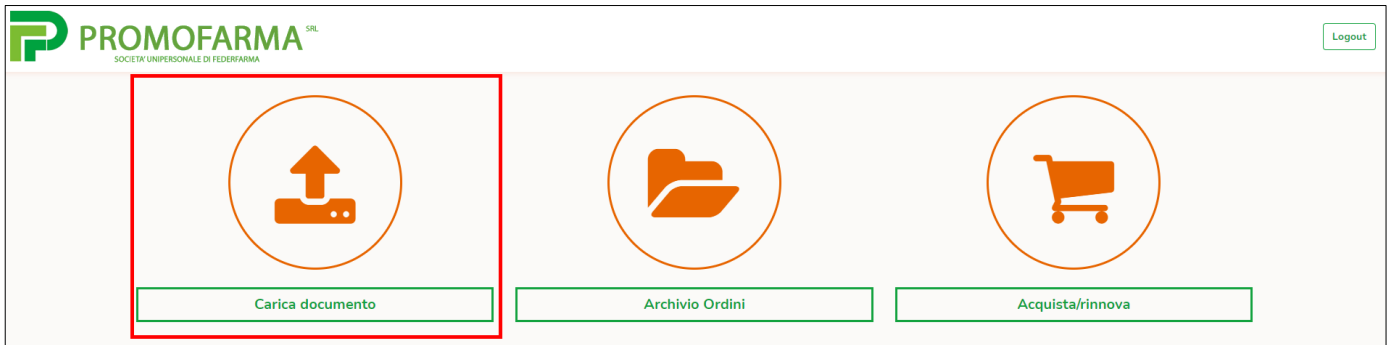 PROMOFARMA SRL
SOCIETA' UNIPERSONALE DI FEDERFARMA
Logout
Carica documento
Archivio Ordini
Acquista/rinnova